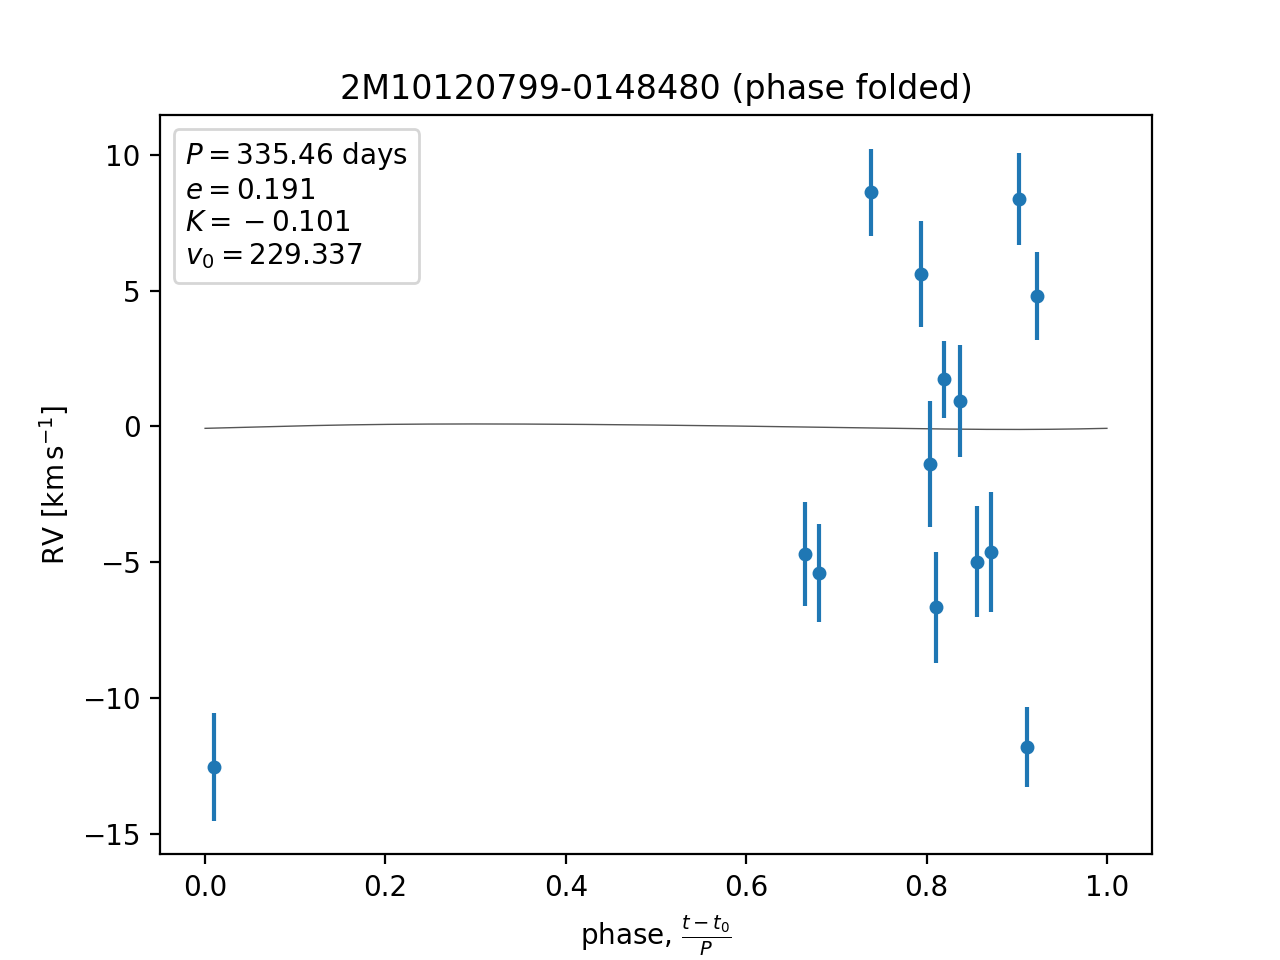 2M10120799-0148480 (phase folded)
P = 335.46 days
e = 0.191
K = −0.101
v₀ = 229.337
10
5
0
−5
−10
−15
RV [km s⁻¹]
0.0 0.2 0.4 0.6 0.8 1.0
phase, (t − t₀)/P